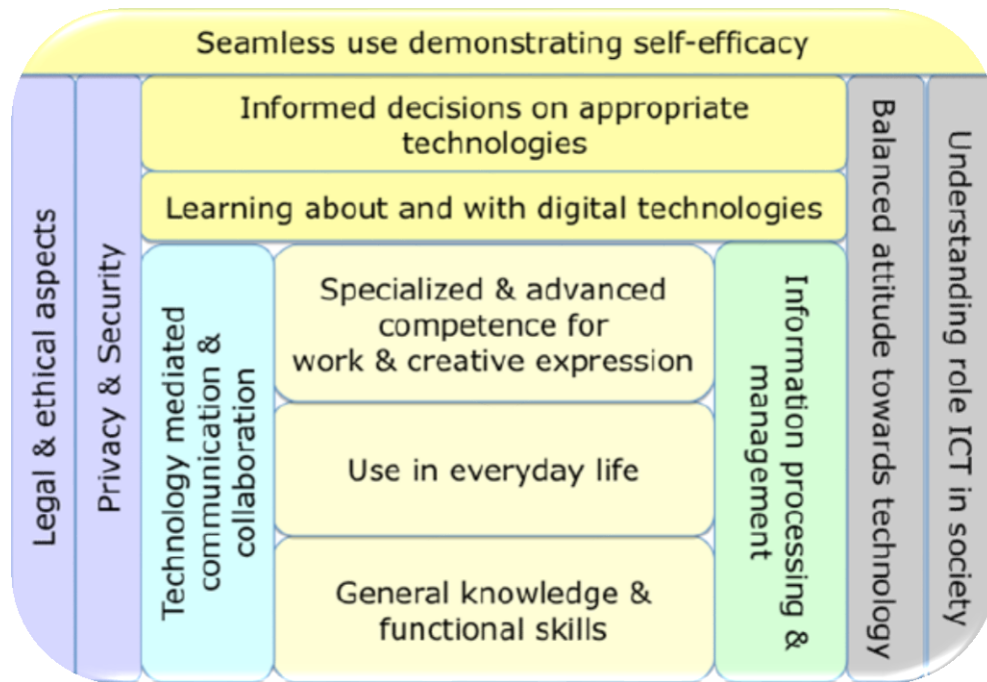 Seamless use demonstrating self-efficacy
Legal & ethical aspects
Privacy & Security
Informed decisions on appropriate
technologies
Learning about and with digital technologies
Technology mediated
communication &
collaboration
Specialized & advanced
competence for
work & creative expression
Use in everyday life
General knowledge &
functional skills
Information processing &
management
Balanced attitude towards technology
Understanding role ICT in society